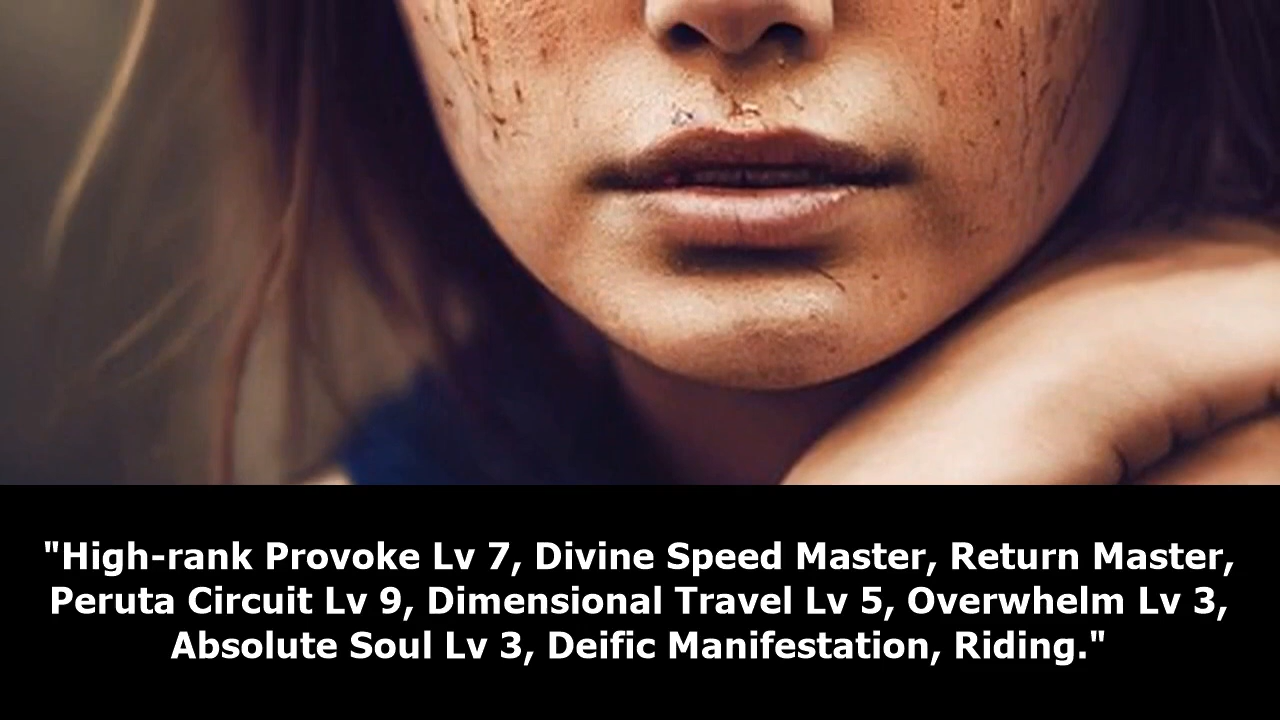 "High-rank Provoke Lv 7, Divine Speed Master, Return Master,
Peruta Circuit Lv 9, Dimensional Travel Lv 5, Overwhelm Lv 3,
Absolute Soul Lv 3, Deific Manifestation, Riding."